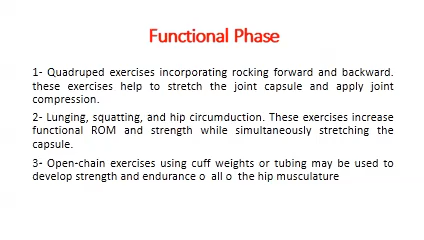 Functional Phase
1- Quadruped exercises incorporating rocking forward and backward.
these exercises help to stretch the joint capsule and apply joint
compression.
2- Lunging, squatting, and hip circumduction. These exercises increase
functional ROM and strength while simultaneously stretching the
capsule.
3- Open-chain exercises using cuff weights or tubing may be used to
develop strength and endurance o all o the hip musculature